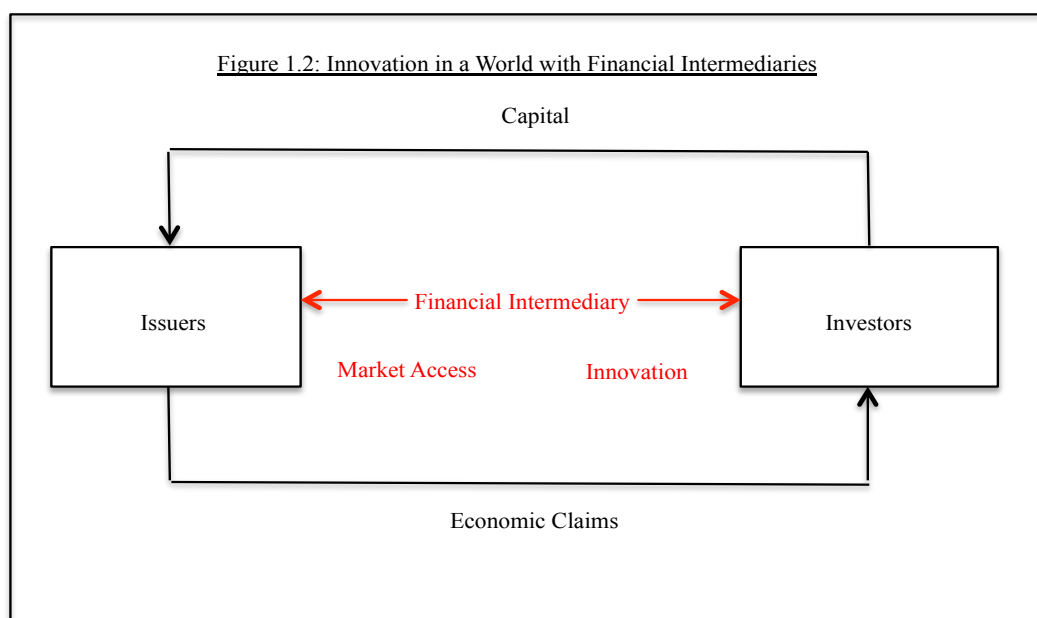 Figure 1.2: Innovation in a World with Financial Intermediaries
Capital
Financial Intermediary
Issuers
Investors
Market Access
Innovation
Economic Claims